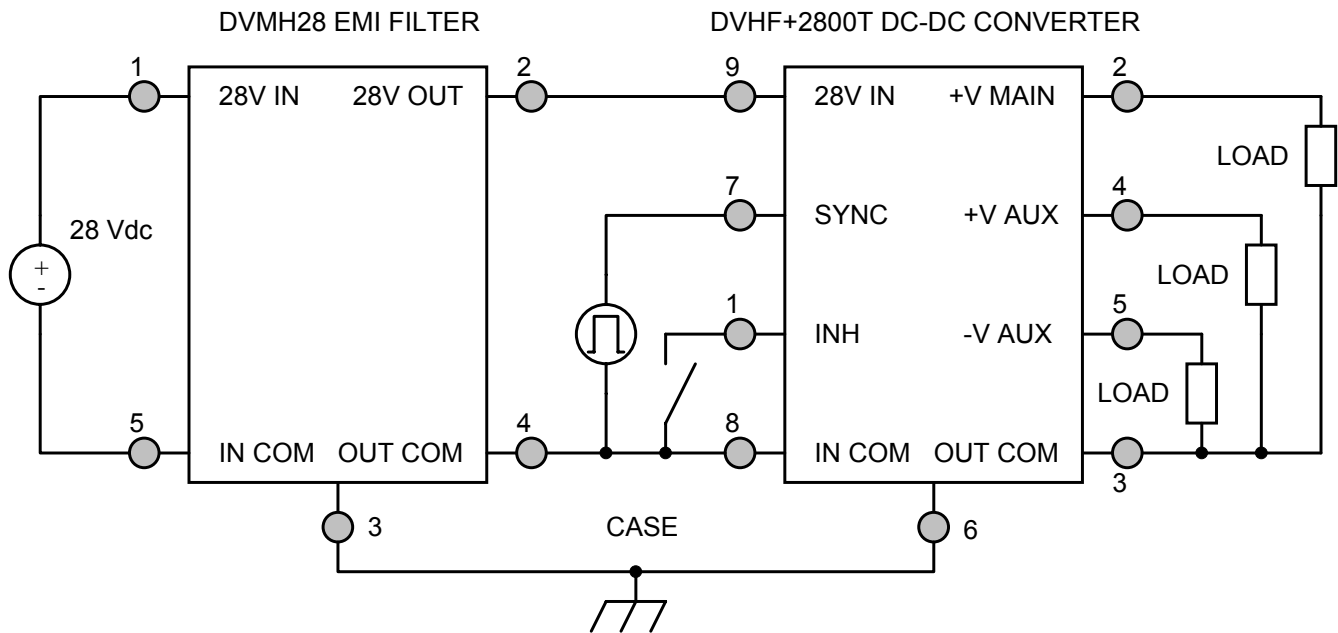 DVMH28 EMI FILTER
DVHF+2800T DC-DC CONVERTER
1
2
9
2
28V IN
28V OUT
28V IN
+V MAIN
LOAD
7
4
SYNC
+V AUX
28 Vdc
+
-
LOAD
1
5
INH
-V AUX
LOAD
5
4
8
IN COM
OUT COM
IN COM
OUT COM
3
3
CASE
6